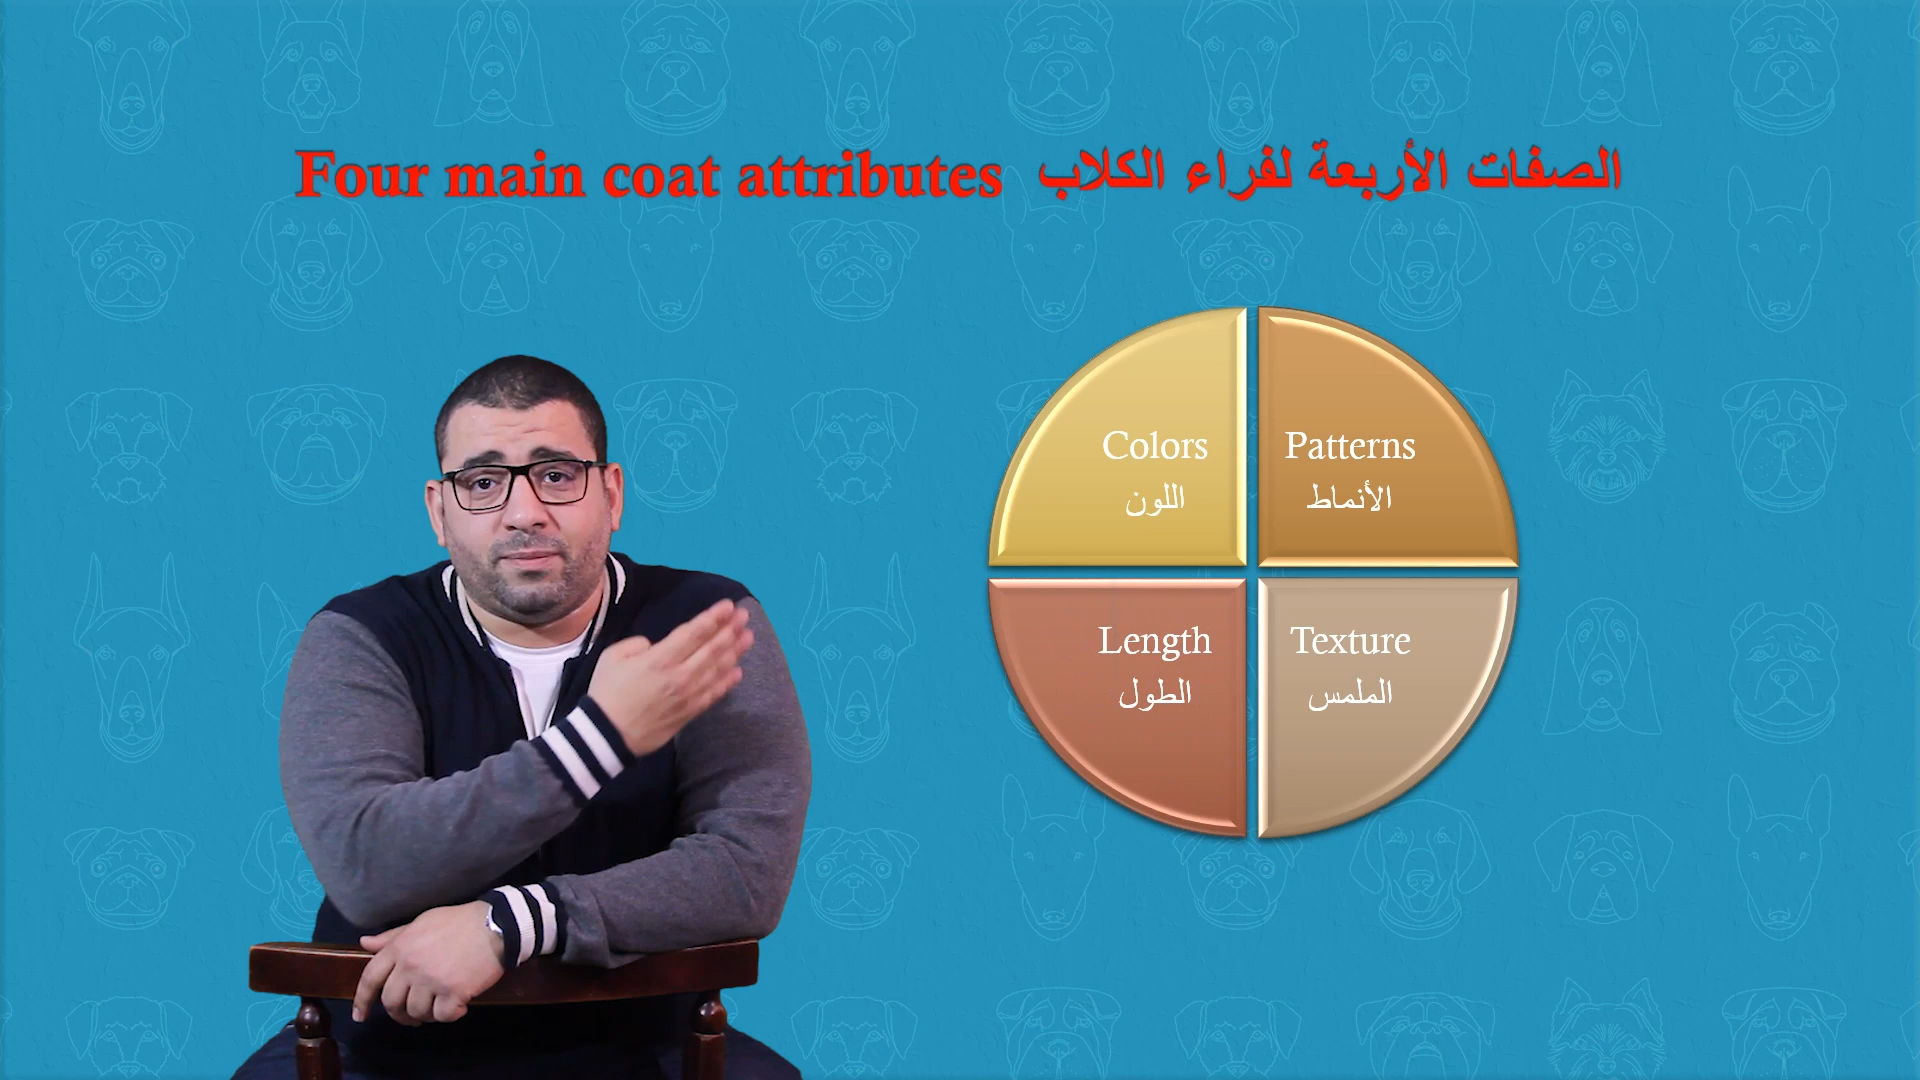 Four main coat attributes الصفات الأربعة لفراء الكلاب
Colors
اللون
Patterns
الأنماط
Length
الطول
Texture
الملمس